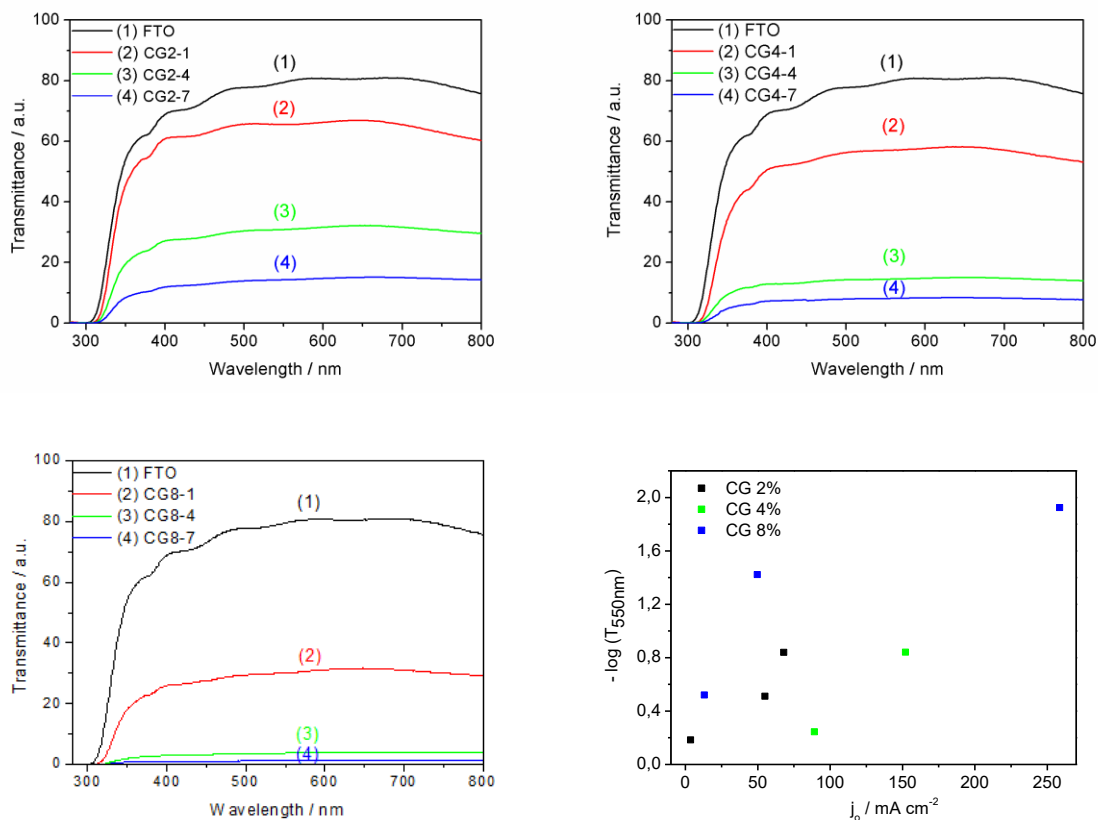 100
80
60
40
20
0
300
400
500
600
700
800
Transmittance / a.u.
Wavelength / nm
(1) FTO
(2) CG2-1
(3) CG2-4
(4) CG2-7
(1)
(2)
(3)
(4)
100
80
60
40
20
0
300
400
500
600
700
800
Transmittance / a.u.
Wavelength / nm
(1) FTO
(2) CG4-1
(3) CG4-4
(4) CG4-7
(1)
(2)
(3)
(4)
100
80
60
40
20
0
300
400
500
600
700
800
Transmittance / a.u.
Wavelength / nm
(1) FTO
(2) CG8-1
(3) CG8-4
(4) CG8-7
(1)
(2)
(3)
(4)
2,0
1,6
1,2
0,8
0,4
0,0
0
50
100
150
200
250
- log (T550nm)
jo / mA cm-2
CG 2%
CG 4%
CG 8%